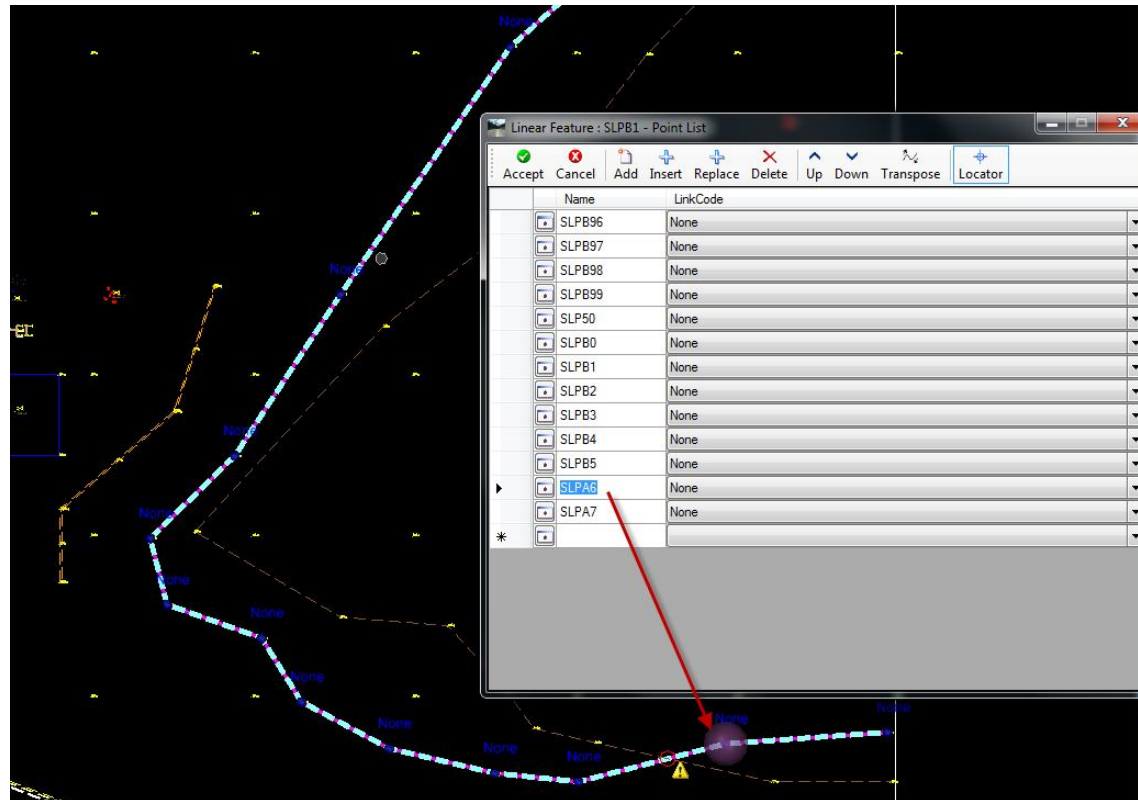 None
Linear Feature : SLPB1 - Point List
Accept Cancel Add Insert Replace Delete Up Down Transpose Locator
Name LinkCode
SLPB96 None
SLPB97 None
SLPB98 None
SLPB99 None
SLP50 None
SLPB0 None
SLPB1 None
SLPB2 None
SLPB3 None
SLPB4 None
SLPB5 None
SLPA6 None
SLPA7 None
None
None
None
None
None
None
None
None
None
None
None